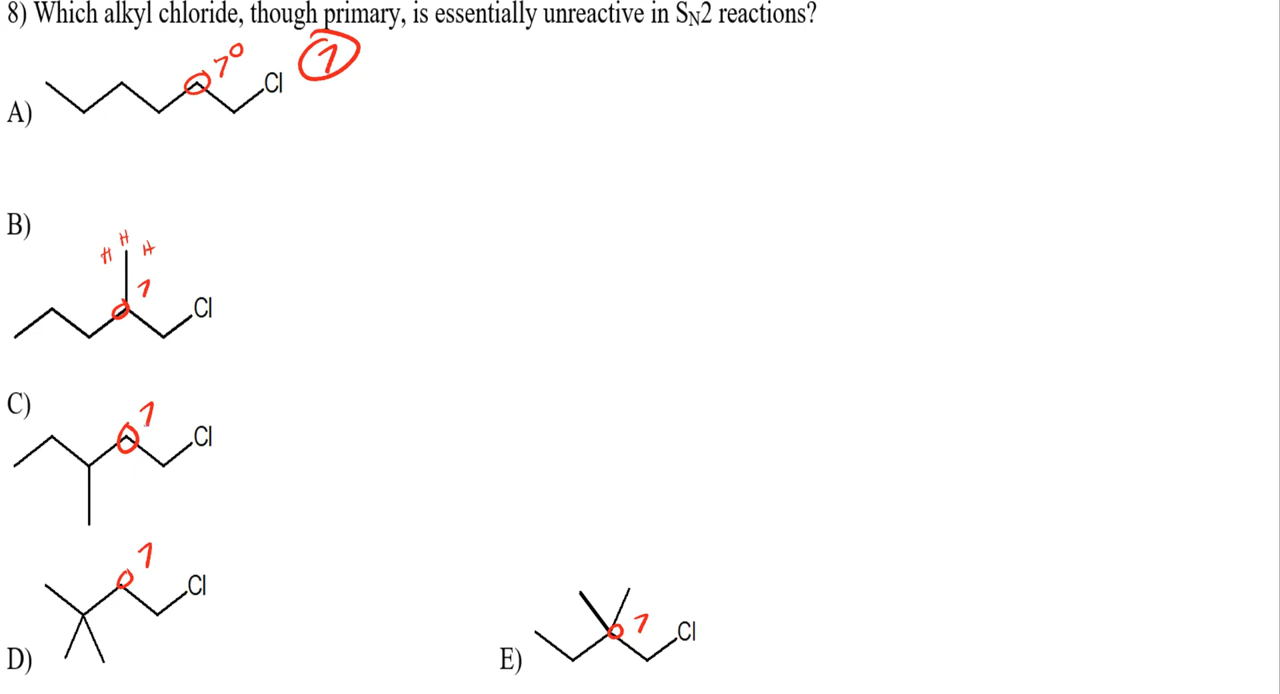 8) Which alkyl chloride, though primary, is essentially unreactive in SN2 reactions?
1° 1
Cl
A)
B)
H H H
1
Cl
C)
1
Cl
1
Cl
D)
E)
1
Cl